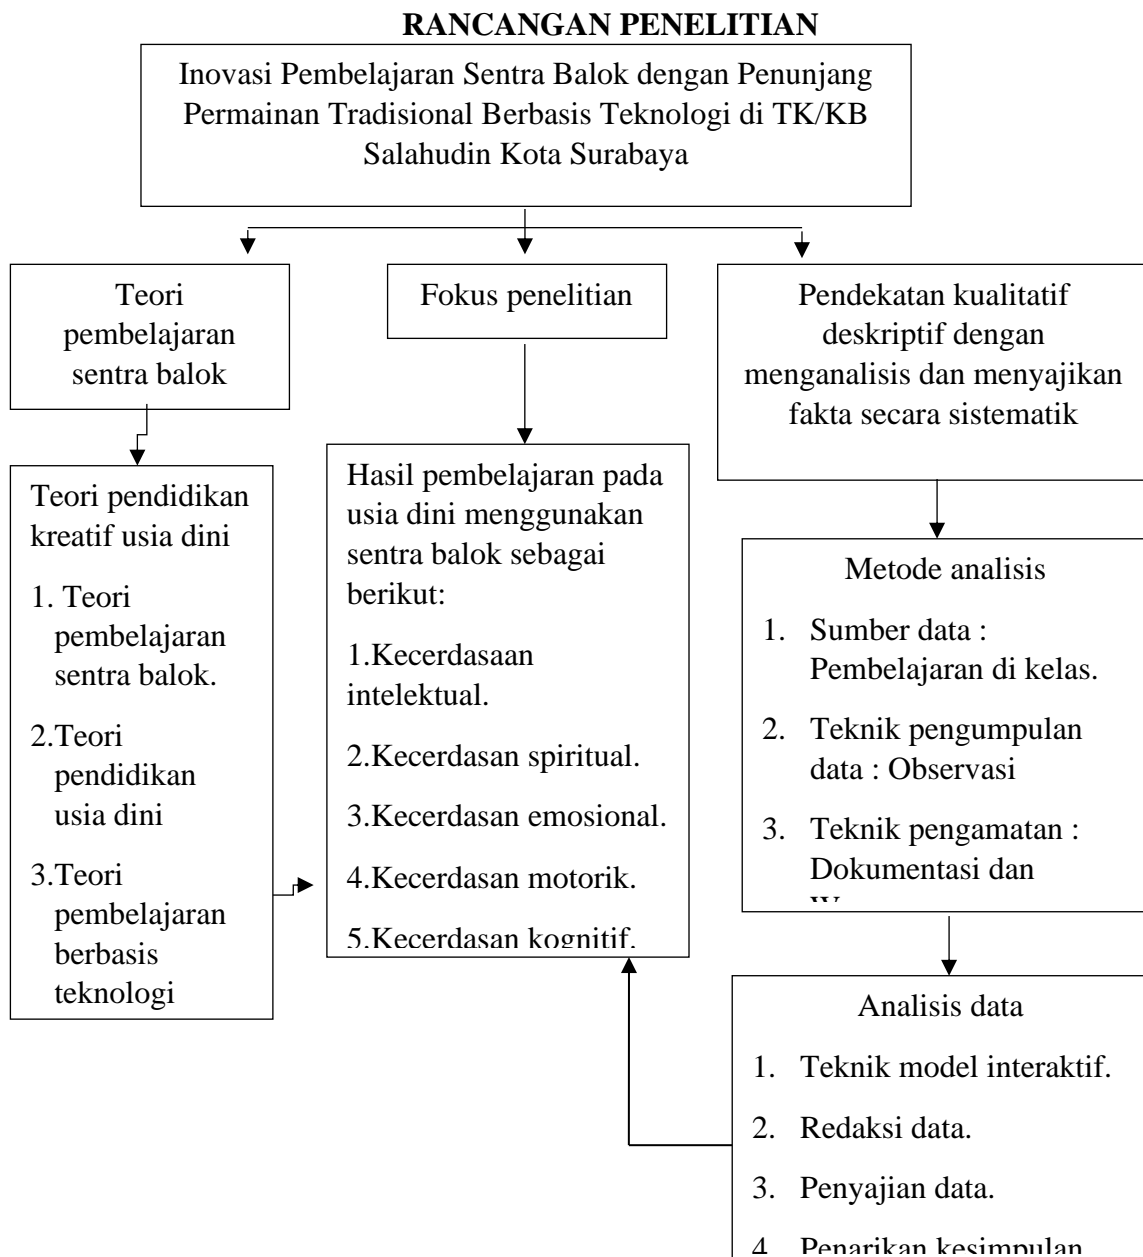 RANCANGAN PENELITIAN
Inovasi Pembelajaran Sentra Balok dengan Penunjang
Permainan Tradisional Berbasis Teknologi di TK/KB
Salahudin Kota Surabaya
Teori
pembelajaran
sentra balok
Teori pendidikan
kreatif usia dini
1. Teori
pembelajaran
sentra balok.
2.Teori
pendidikan
usia dini
3.Teori
pembelajaran
berbasis
teknologi
Fokus penelitian
Hasil pembelajaran pada
usia dini menggunakan
sentra balok sebagai
berikut:
1.Kecerdasaan
intelektual.
2.Kecerdasan spiritual.
3.Kecerdasan emosional.
4.Kecerdasan motorik.
5.Kecerdasan kognitif.
Pendekatan kualitatif
deskriptif dengan
menganalisis dan menyajikan
fakta secara sistematik
Metode analisis
1. Sumber data :
Pembelajaran di kelas.
2. Teknik pengumpulan
data : Observasi
3. Teknik pengamatan :
Dokumentasi dan
Analisis data
1. Teknik model interaktif.
2. Redaksi data.
3. Penyajian data.
4. Penarikan kesimpulan